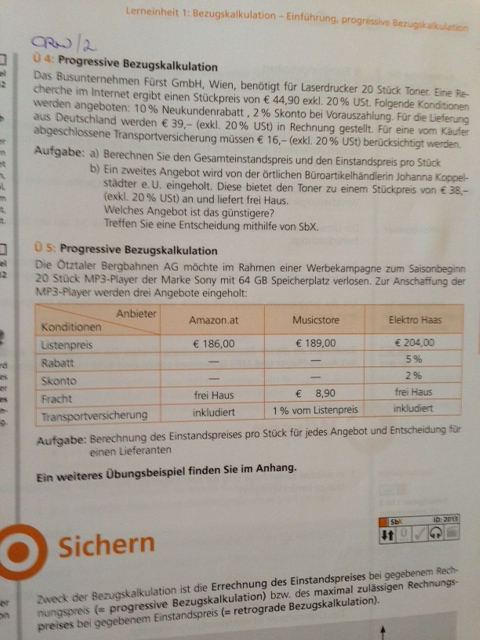 Lerneinheit 1: Bezugskalkulation – Einführung, progressive Bezugskalkulation
Ü 4: Progressive Bezugskalkulation
Das Busunternehmen Fürst GmbH, Wien, benötigt für Laserdrucker 20 Stück Toner. Eine Re-
cherche im Internet ergibt einen Stückpreis von € 44,90 exkl. 20 % USt. Folgende Konditionen
werden angeboten: 10 % Neukundenrabatt , 2 % Skonto bei Vorauszahlung. Für die Lieferung
aus Deutschland werden € 39,– (exkl. 20 % USt) in Rechnung gestellt. Für eine vom Käufer
abgeschlossene Transportversicherung müssen € 16,– (exkl. 20 % USt) berücksichtigt werden.
Aufgabe: a) Berechnen Sie den Gesamteinstandspreis und den Einstandspreis pro Stück
b) Ein zweites Angebot wird von der örtlichen Büroartikelhändlerin Johanna Koppel-
städter e. U. eingeholt. Diese bietet den Toner zu einem Stückpreis von € 38,–
(exkl. 20 % USt) an und liefert frei Haus.
Welches Angebot ist das günstigere?
Treffen Sie eine Entscheidung mithilfe von SbX.
Ü 5: Progressive Bezugskalkulation
Die Ötztaler Bergbahnen AG möchte im Rahmen einer Werbekampagne zum Saisonbeginn
20 Stück MP3-Player der Marke Sony mit 64 GB Speicherplatz verlosen. Zur Anschaffung der
MP3-Player werden drei Angebote eingeholt:
Anbieter
Konditionen
Amazon.at Musicstore Elektro Haas
Listenpreis € 186,00 € 189,00 € 204,00
Rabatt — — 5 %
Skonto — — 2 %
Fracht frei Haus € 8,90 frei Haus
Transportversicherung inkludiert 1 % vom Listenpreis inkludiert
Aufgabe: Berechnung des Einstandspreises pro Stück für jedes Angebot und Entscheidung für
einen Lieferanten
Ein weiteres Übungsbeispiel finden Sie im Anhang.
SbX ID: 2013
Sichern
Zweck der Bezugskalkulation ist die Errechnung des Einstandspreises bei gegebenem Rech-
nungspreis (= progressive Bezugskalkulation) bzw. des maximal zulässigen Rechnungs-
preises bei gegebenem Einstandspreis (= retrograde Bezugskalkulation).